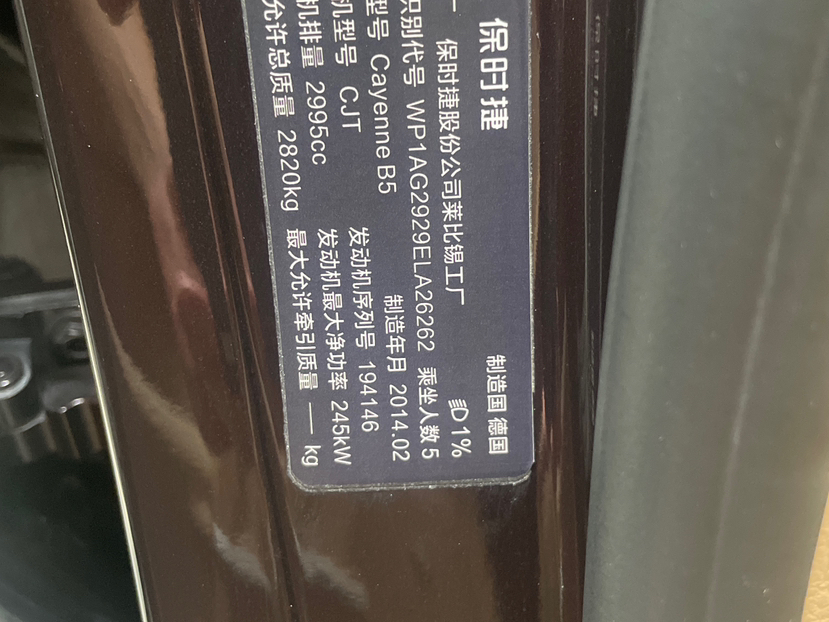 保时捷 制造国 德国
保时捷股份公司莱比锡工厂 1%
识别代号 WP1AG2929ELA26262 乘坐人数 5
型号 Cayenne B5 制造年月 2014.02
机型号 CJT 发动机序列号 194146
机排量 2995cc 发动机最大净功率 245kW
允许总质量 2820kg 最大允许牵引质量 — kg